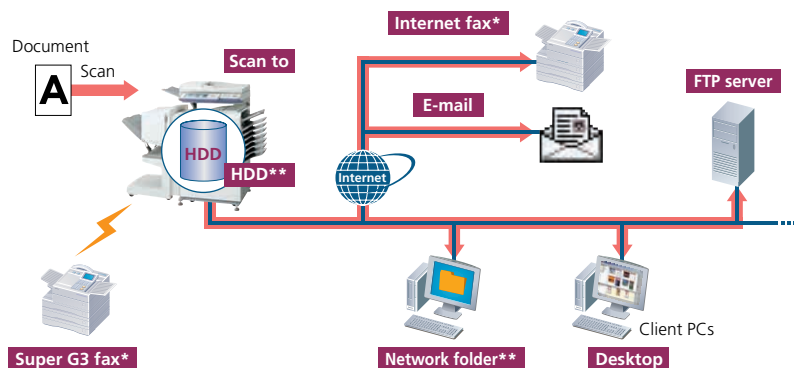 Internet fax*
Document
Scan
A
Scan to
E-mail
FTP server
HDD
HDD**
Internet
Client PCs
Super G3 fax*
Network folder**
Desktop